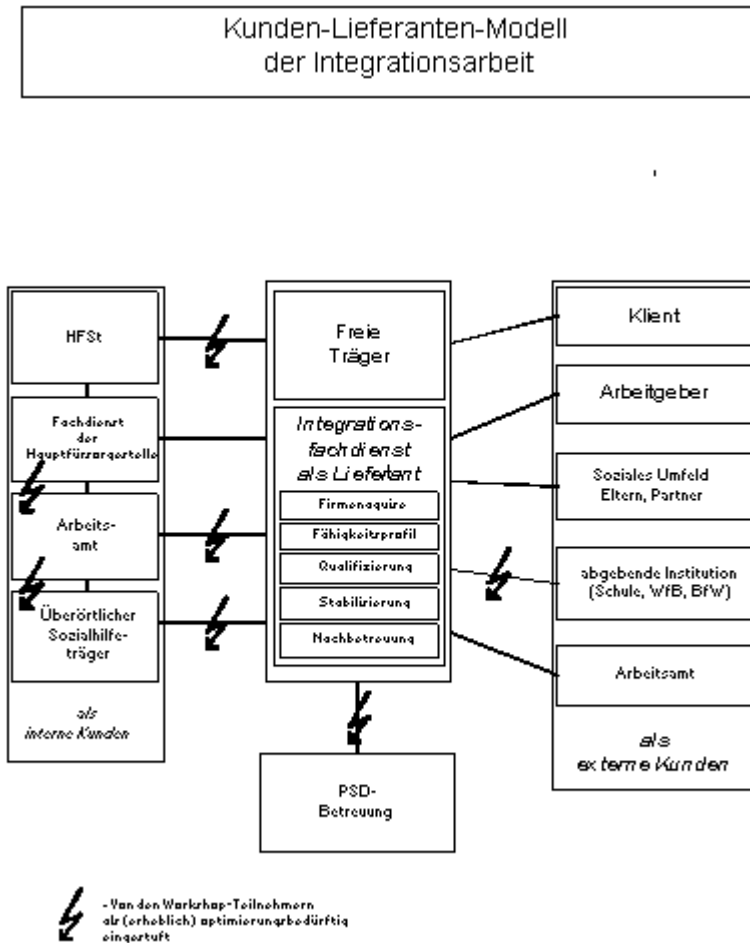 Kunden-Lieferanten-Modell
der Integrationsarbeit
HFSt
Fachdienst
der
Hauptfürsorgestelle
Arbeits-
amt
Überörtlicher
Sozialhilfe-
träger
als
interne Kunden
Freie
Träger
Integrations-
fachdienst
als Lieferant
Firmenaquise
Fähigkeitsprofil
Qualifizierung
Stabilisierung
Nachbetreuung
PSD-
Betreuung
Klient
Arbeitgeber
Soziales Umfeld
Eltern, Partner
abgebende Institution
(Schule, WfB, BfW)
Arbeitsamt
als
externe Kunden
- Von den Workshop-Teilnehmern
als (erheblich) optimierungsbedürftig
eingestuft